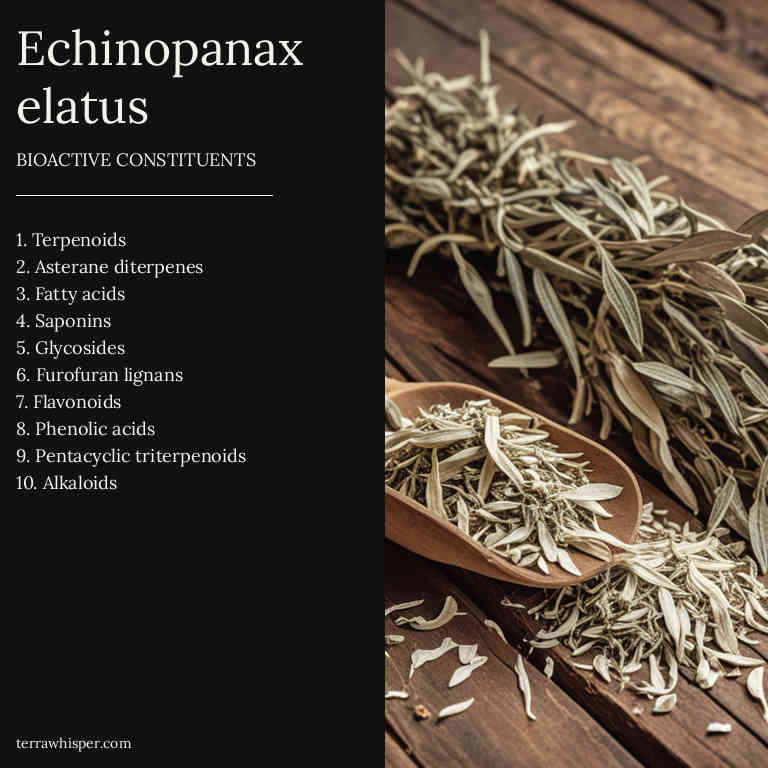 Echinopanax
elatus
BIOACTIVE CONSTITUENTS
1. Terpenoids
2. Asterane diterpenes
3. Fatty acids
4. Saponins
5. Glycosides
6. Furofuran lignans
7. Flavonoids
8. Phenolic acids
9. Pentacyclic triterpenoids
10. Alkaloids
terrawhisper.com